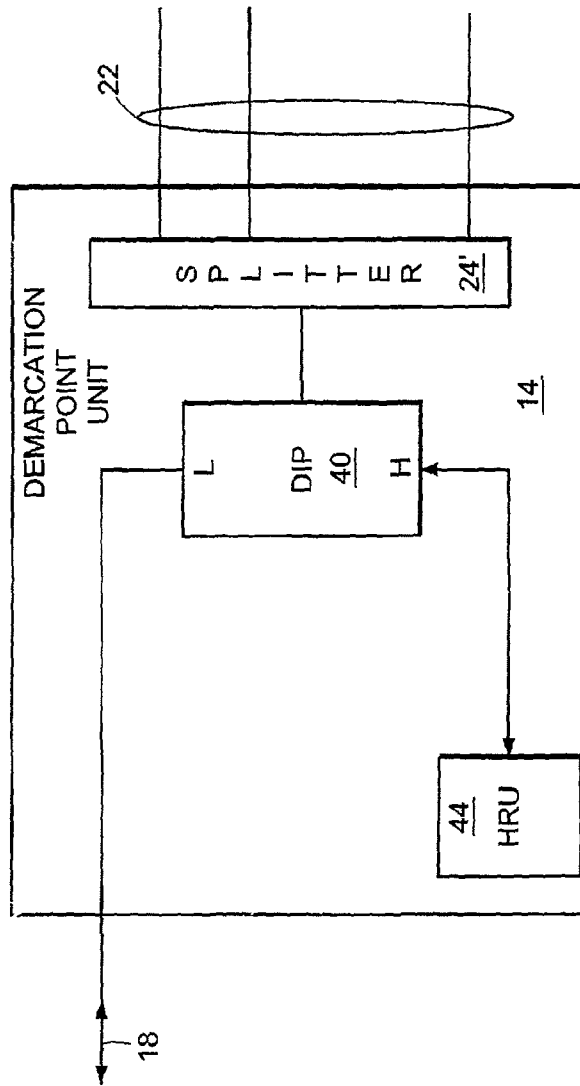 DEMARCATION
POINT
UNIT
22
SPLITTER
24'
L
DIP
40
H
14
44
HRU
18